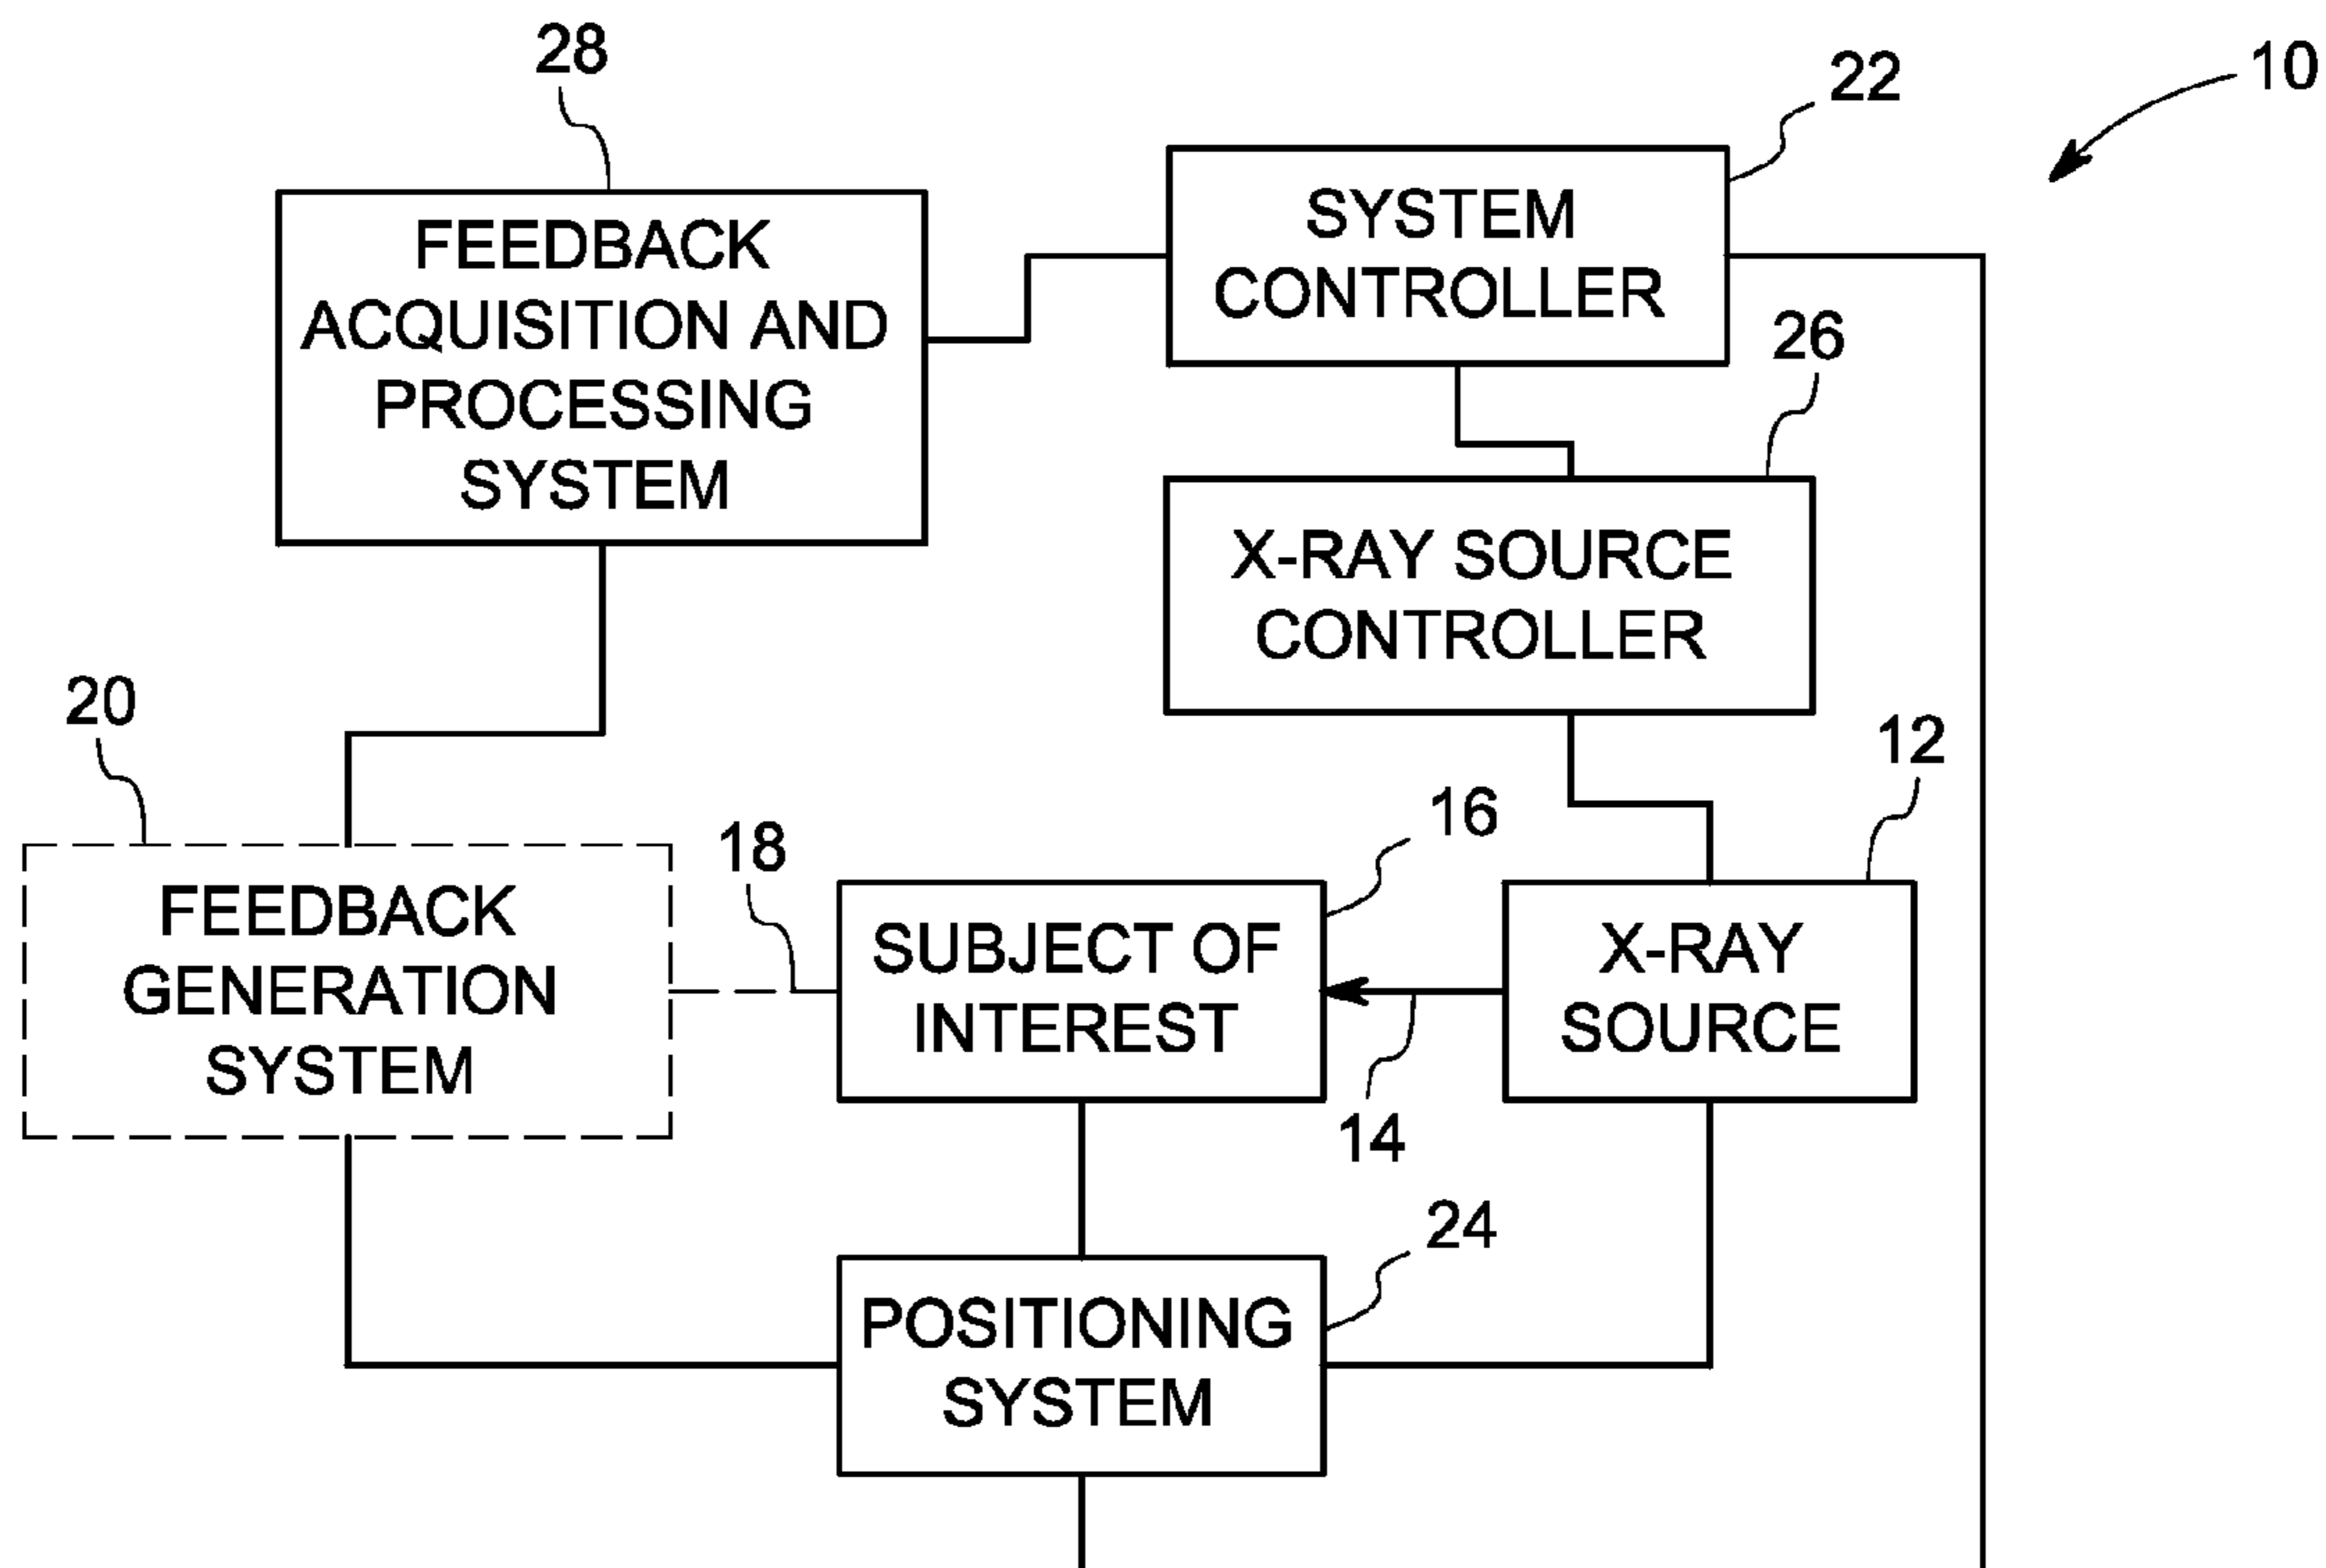 28
22
10
FEEDBACK
ACQUISITION AND
PROCESSING
SYSTEM
SYSTEM
CONTROLLER
26
X-RAY SOURCE
CONTROLLER
20
12
16
18
FEEDBACK
GENERATION
SYSTEM
SUBJECT OF
INTEREST
X-RAY
SOURCE
14
24
POSITIONING
SYSTEM